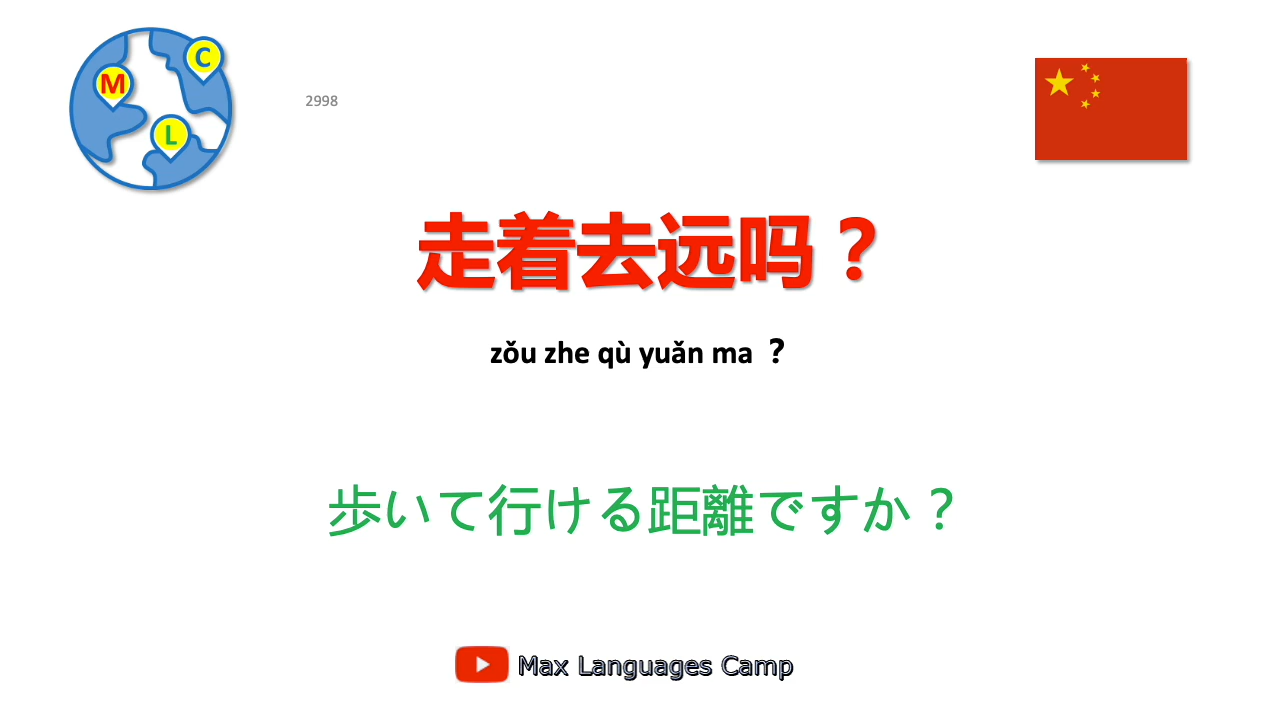 M
C
L
2998
走着去远吗？
zǒu zhe qù yuǎn ma ？
歩いて行ける距離ですか？
Max Languages Camp